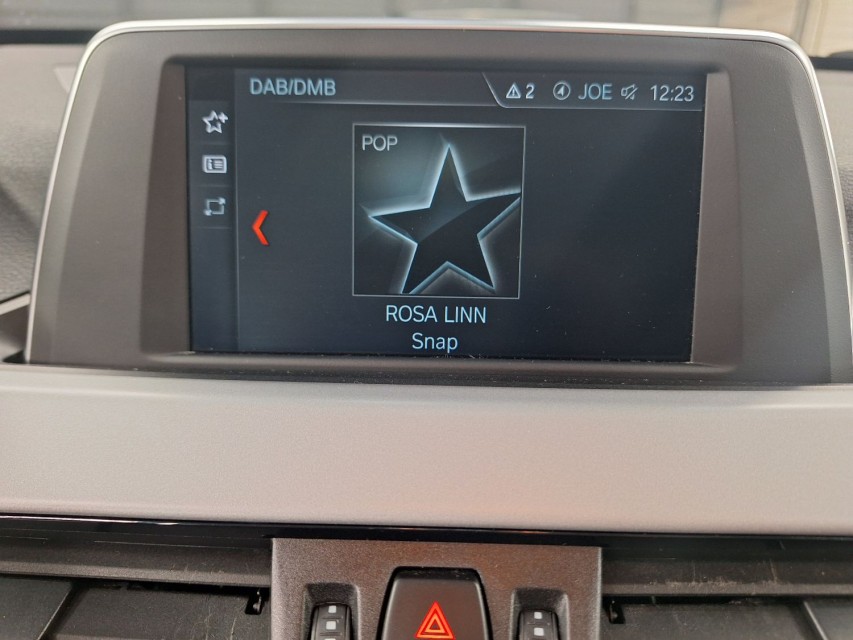 DAB/DMB
2 JOE 12:23
POP
ROSA LINN
Snap